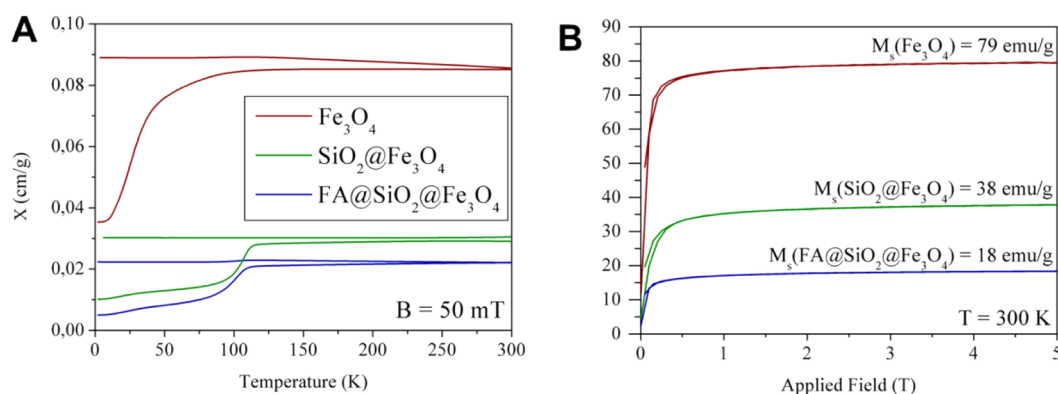 A
X (cm/g)
0,10
0,08
0,06
0,04
0,02
0,00
Fe₃O₄
SiO₂@Fe₃O₄
FA@SiO₂@Fe₃O₄
B = 50 mT
0 50 100 150 200 250 300
Temperature (K)
B
90
80
70
60
50
40
30
20
10
0
Mₛ(Fe₃O₄) = 79 emu/g
Mₛ(SiO₂@Fe₃O₄) = 38 emu/g
Mₛ(FA@SiO₂@Fe₃O₄) = 18 emu/g
T = 300 K
0 1 2 3 4 5
Applied Field (T)